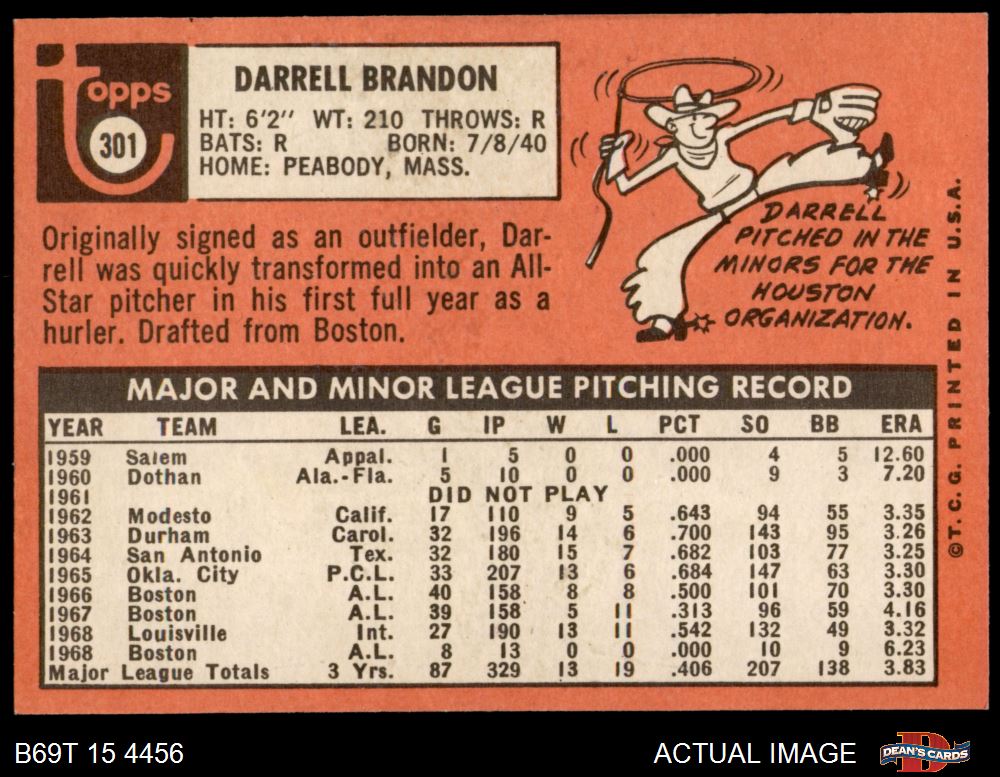 topps
301
DARRELL BRANDON
HT: 6'2" WT: 210 THROWS: R
BATS: R BORN: 7/8/40
HOME: PEABODY, MASS.
Originally signed as an outfielder, Dar-
rell was quickly transformed into an All-
Star pitcher in his first full year as a
hurler. Drafted from Boston.
DARRELL
PITCHED IN THE
MINORS FOR THE
HOUSTON
ORGANIZATION.
©T.C.G. PRINTED IN U.S.A.
MAJOR AND MINOR LEAGUE PITCHING RECORD
YEAR TEAM LEA. G IP W L PCT SO BB ERA
1959 Salem Appal. 1 5 0 0 .000 4 5 12.60
1960 Dothan Ala.-Fla. 5 10 0 0 .000 9 3 7.20
1961 DID NOT PLAY
1962 Modesto Calif. 17 110 9 5 .643 94 55 3.35
1963 Durham Carol. 32 196 14 6 .700 143 95 3.26
1964 San Antonio Tex. 32 180 15 7 .682 103 77 3.25
1965 Okla. City P.C.L. 33 207 13 6 .684 147 63 3.30
1966 Boston A.L. 40 158 8 8 .500 101 70 3.30
1967 Boston A.L. 39 158 5 11 .313 96 59 4.16
1968 Louisville Int. 27 190 13 11 .542 132 49 3.32
1968 Boston A.L. 8 13 0 0 .000 10 9 6.23
Major League Totals 3 Yrs. 87 329 13 19 .406 207 138 3.83
B69T 15 4456
ACTUAL IMAGE
DEAN'S CARDS